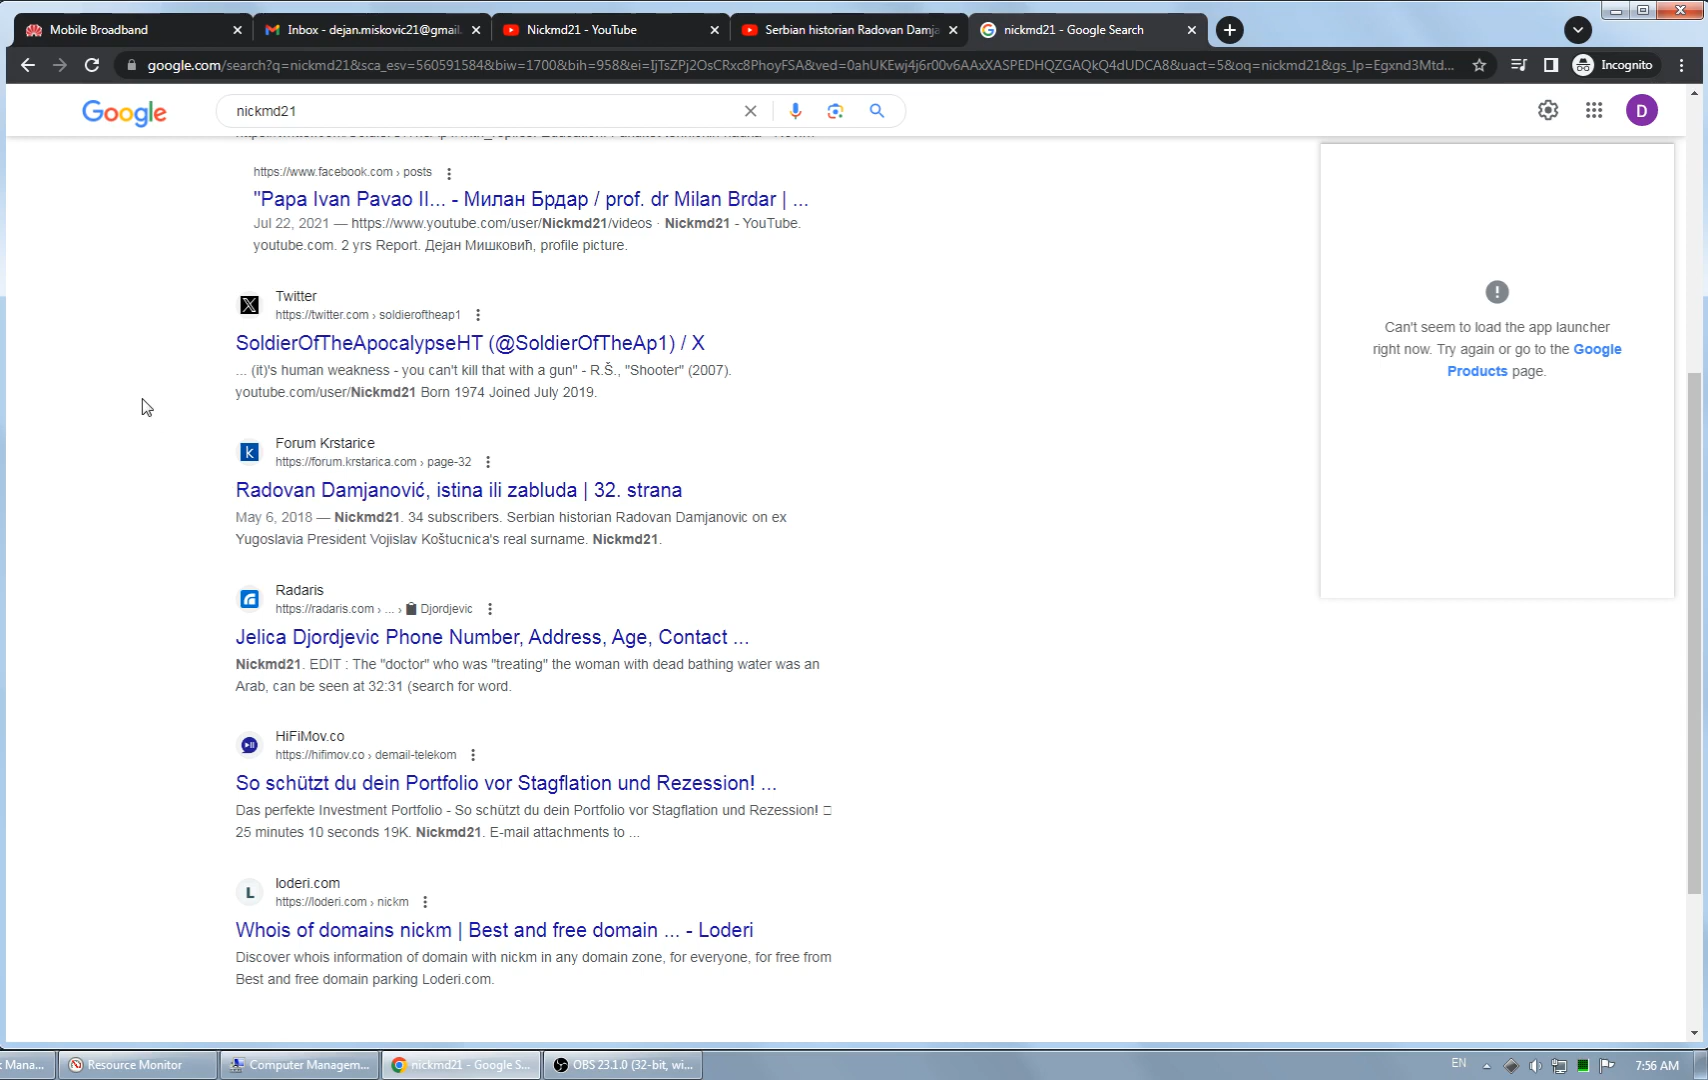 Mobile Broadband
Inbox - dejan.miskovic21@gmail.
Nickmd21 - YouTube
Serbian historian Radovan Damja
nickmd21 - Google Search
google.com/search?q=nickmd21&sca_esv=560591584&biw=1700&bih=958&ei=IjTsZPj2OsCRxc8PhoyFSA&ved=0ahUKEwj4j6r00v6AAxXASPEDHQZGAQkQ4dUDCA8&uact=5&oq=nickmd21&gs_lp=Egxnd3Mtd...
Incognito
Google
nickmd21
D
https://www.facebook.com › posts
"Papa Ivan Pavao II... - Милан Брдар / prof. dr Milan Brdar | ...
Jul 22, 2021 — https://www.youtube.com/user/Nickmd21/videos · Nickmd21 - YouTube.
youtube.com. 2 yrs Report. Дејан Мишковић, profile picture.
Twitter
https://twitter.com › soldieroftheap1
SoldierOfTheApocalypseHT (@SoldierOfTheAp1) / X
... (it)'s human weakness - you can't kill that with a gun" - R.Š., "Shooter" (2007).
youtube.com/user/Nickmd21 Born 1974 Joined July 2019.
k
Forum Krstarice
https://forum.krstarica.com › page-32
Radovan Damjanović, istina ili zabluda | 32. strana
May 6, 2018 — Nickmd21. 34 subscribers. Serbian historian Radovan Damjanovic on ex
Yugoslavia President Vojislav Koštucnica's real surname. Nickmd21.
Radaris
https://radaris.com › ... › Djordjevic
Jelica Djordjevic Phone Number, Address, Age, Contact ...
Nickmd21. EDIT : The "doctor" who was "treating" the woman with dead bathing water was an
Arab, can be seen at 32:31 (search for word.
HiFiMov.co
https://hifimov.co › demail-telekom
So schützt du dein Portfolio vor Stagflation und Rezession! ...
Das perfekte Investment Portfolio - So schützt du dein Portfolio vor Stagflation und Rezession!
25 minutes 10 seconds 19K. Nickmd21. E-mail attachments to ...
L
loderi.com
https://loderi.com › nickm
Whois of domains nickm | Best and free domain ... - Loderi
Discover whois information of domain with nickm in any domain zone, for everyone, for free from
Best and free domain parking Loderi.com.
Can't seem to load the app launcher
right now. Try again or go to the Google
Products page.
Mana...
Resource Monitor
Computer Managem...
nickmd21 - Google S...
OBS 23.1.0 (32-bit, wi...
EN
7:56 AM